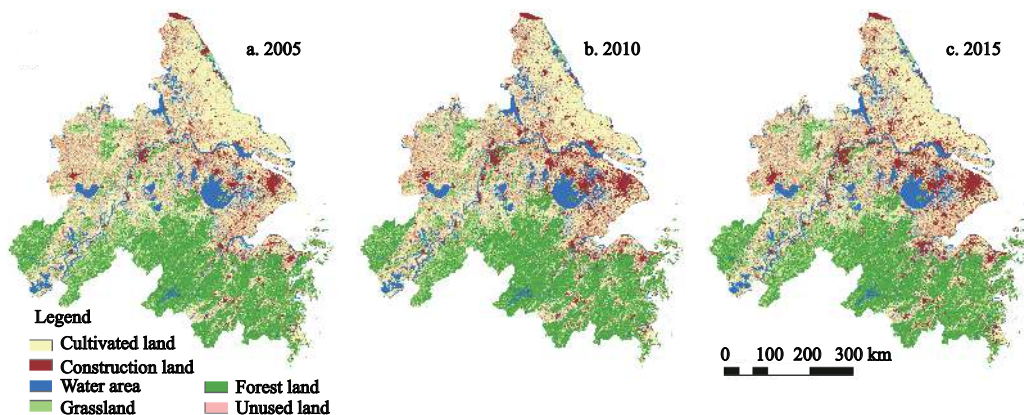 a. 2005
b. 2010
c. 2015
Legend
Cultivated land
Construction land
Water area
Forest land
Grassland
Unused land
0 100 200 300 km